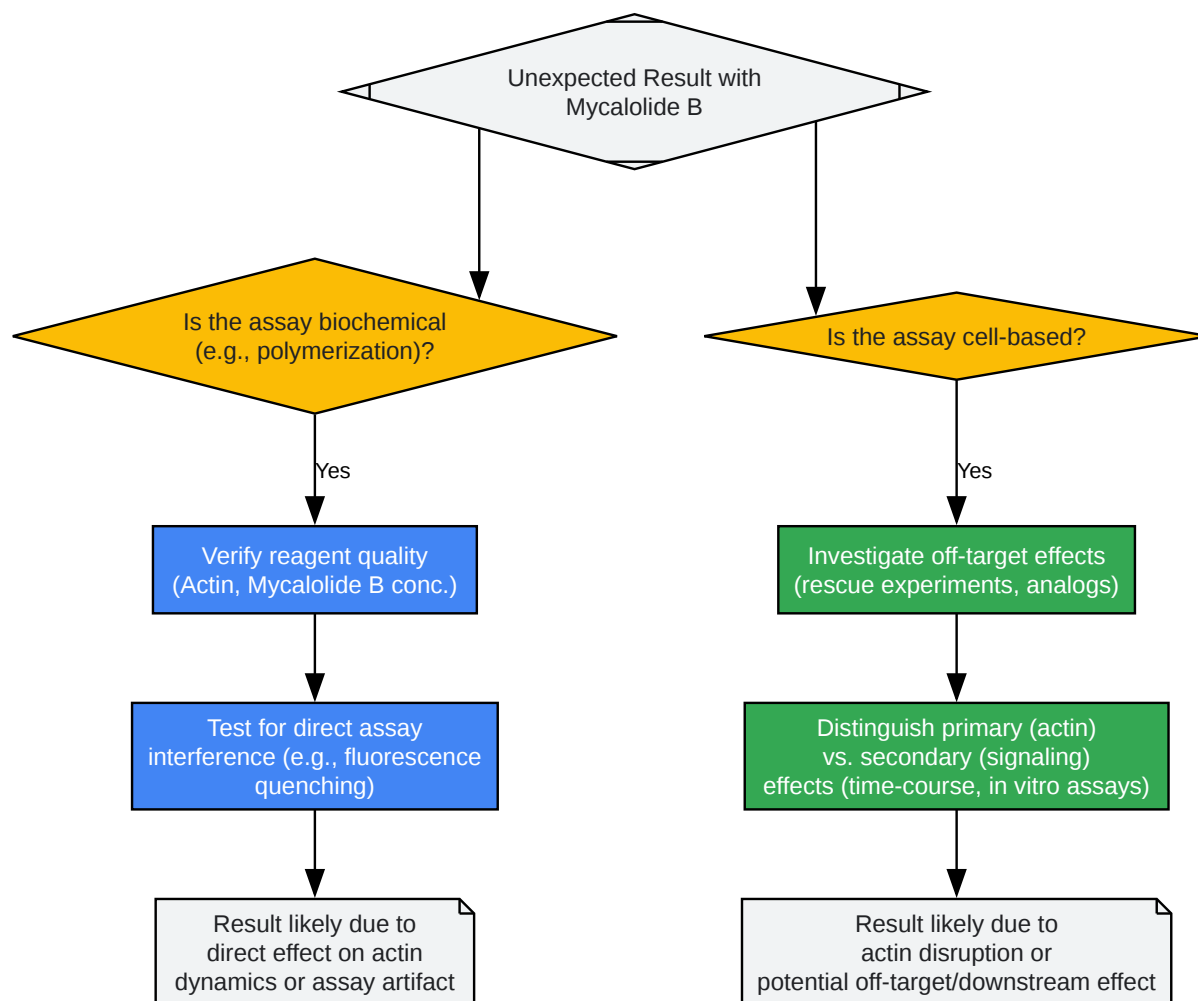 Unexpected Result with
Mycalolide B
Is the assay biochemical
(e.g., polymerization)?
Is the assay cell-based?
Yes
Yes
Verify reagent quality
(Actin, Mycalolide B conc.)
Investigate off-target effects
(rescue experiments, analogs)
Test for direct assay
interference (e.g., fluorescence
quenching)
Distinguish primary (actin)
vs. secondary (signaling)
effects (time-course, in vitro assays)
Result likely due to
direct effect on actin
dynamics or assay artifact
Result likely due to
actin disruption or
potential off-target/downstream effect